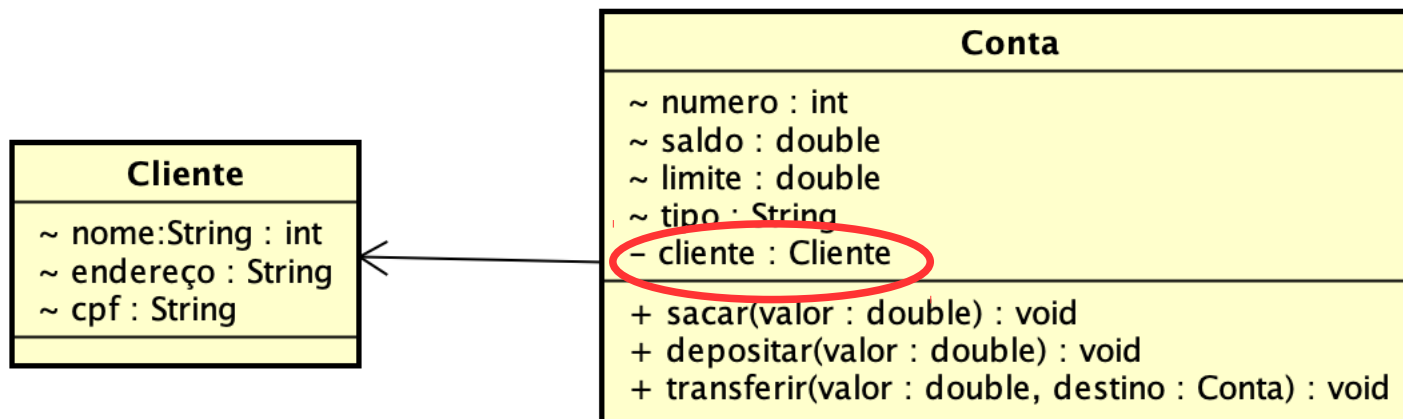 Cliente
~ nome:String : int
~ endereço : String
~ cpf : String
Conta
~ numero : int
~ saldo : double
~ limite : double
~ tipo : String
- cliente : Cliente
+ sacar(valor : double) : void
+ depositar(valor : double) : void
+ transferir(valor : double, destino : Conta) : void